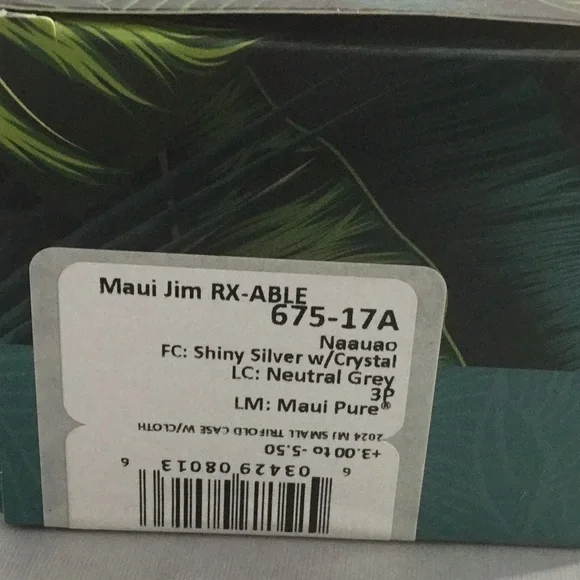 Maui Jim RX-ABLE
675-17A
Naauao
FC: Shiny Silver w/Crystal
LC: Neutral Grey
3P
LM: Maui Pure®
2024 MJ SMALL TRIFOLD CASE W/CLOTH
+3.00 to -5.50
6 03429 08013 6